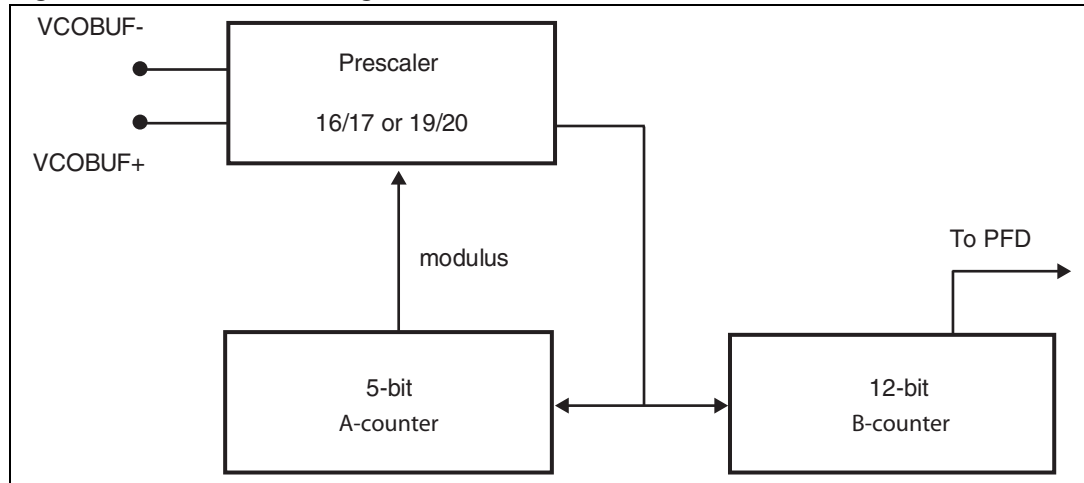 VCOBUF-
Prescaler
16/17 or 19/20
VCOBUF+
modulus
To PFD
5-bit
A-counter
12-bit
B-counter